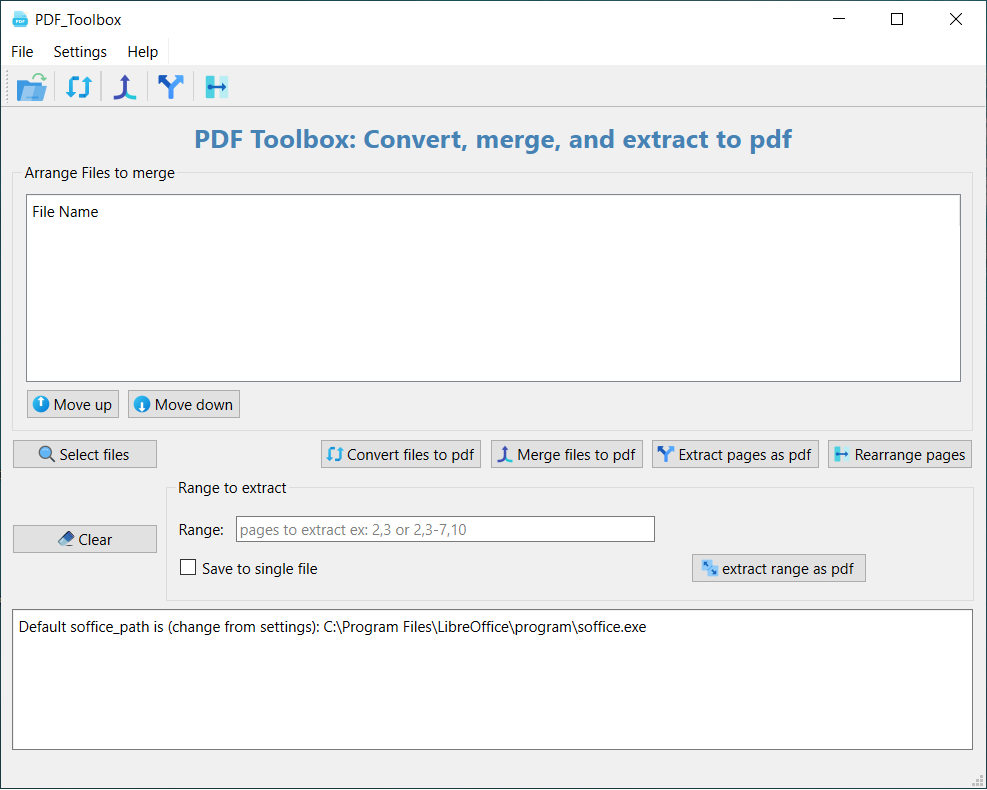 PDF_Toolbox
File Settings Help
PDF Toolbox: Convert, merge, and extract to pdf
Arrange Files to merge
File Name
Move up Move down
Select files Convert files to pdf Merge files to pdf Extract pages as pdf Rearrange pages
Range to extract
Range: pages to extract ex: 2,3 or 2,3-7,10
Clear
Save to single file extract range as pdf
Default soffice_path is (change from settings): C:\Program Files\LibreOffice\program\soffice.exe